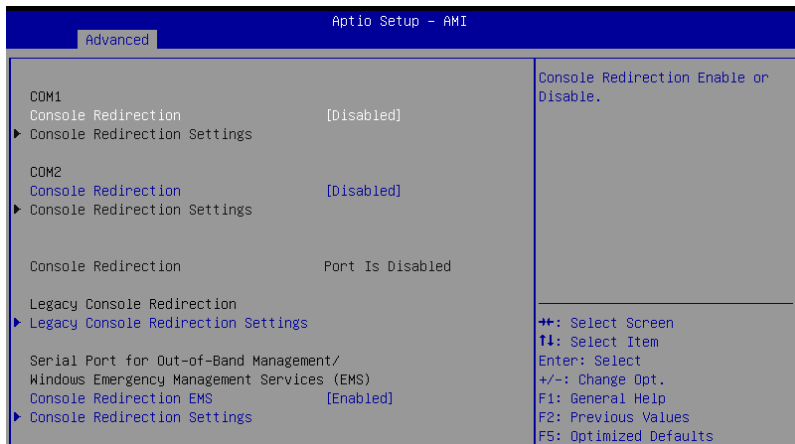 Aptio Setup – AMI
Advanced
COM1
Console Redirection [Disabled]
Console Redirection Settings
COM2
Console Redirection [Disabled]
Console Redirection Settings
Console Redirection Port Is Disabled
Legacy Console Redirection
Legacy Console Redirection Settings
Serial Port for Out-of-Band Management/
Windows Emergency Management Services (EMS)
Console Redirection EMS [Enabled]
Console Redirection Settings
Console Redirection Enable or
Disable.
→←: Select Screen
↑↓: Select Item
Enter: Select
+/-: Change Opt.
F1: General Help
F2: Previous Values
F5: Optimized Defaults